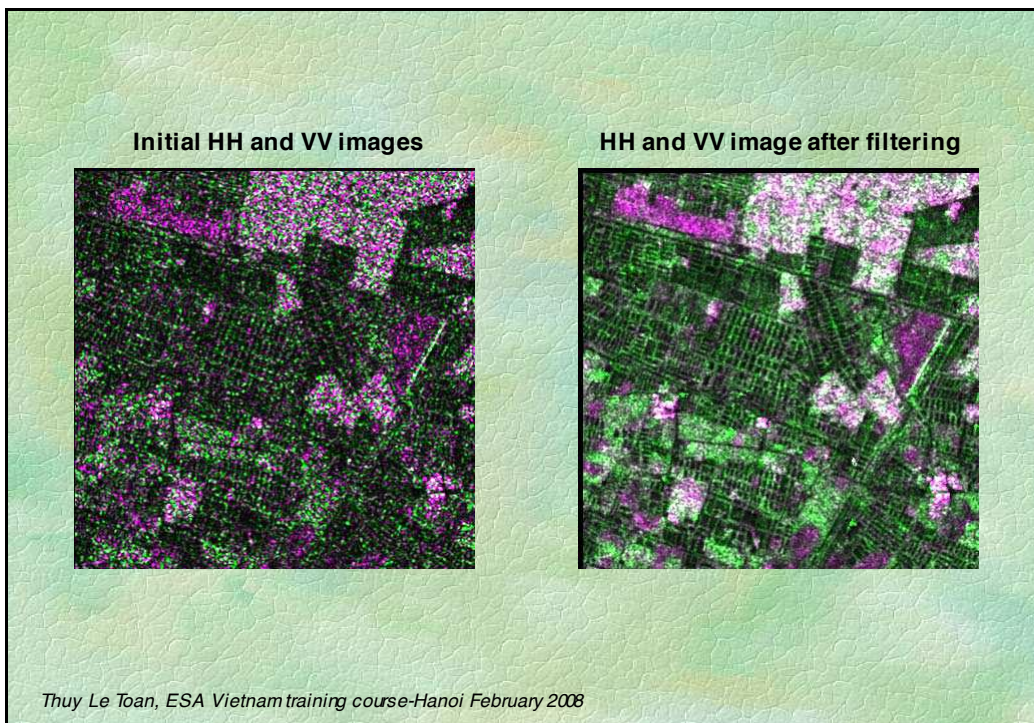 Initial HH and VV images
HH and VV image after filtering
Thuy Le Toan, ESA Vietnam training course-Hanoi February 2008